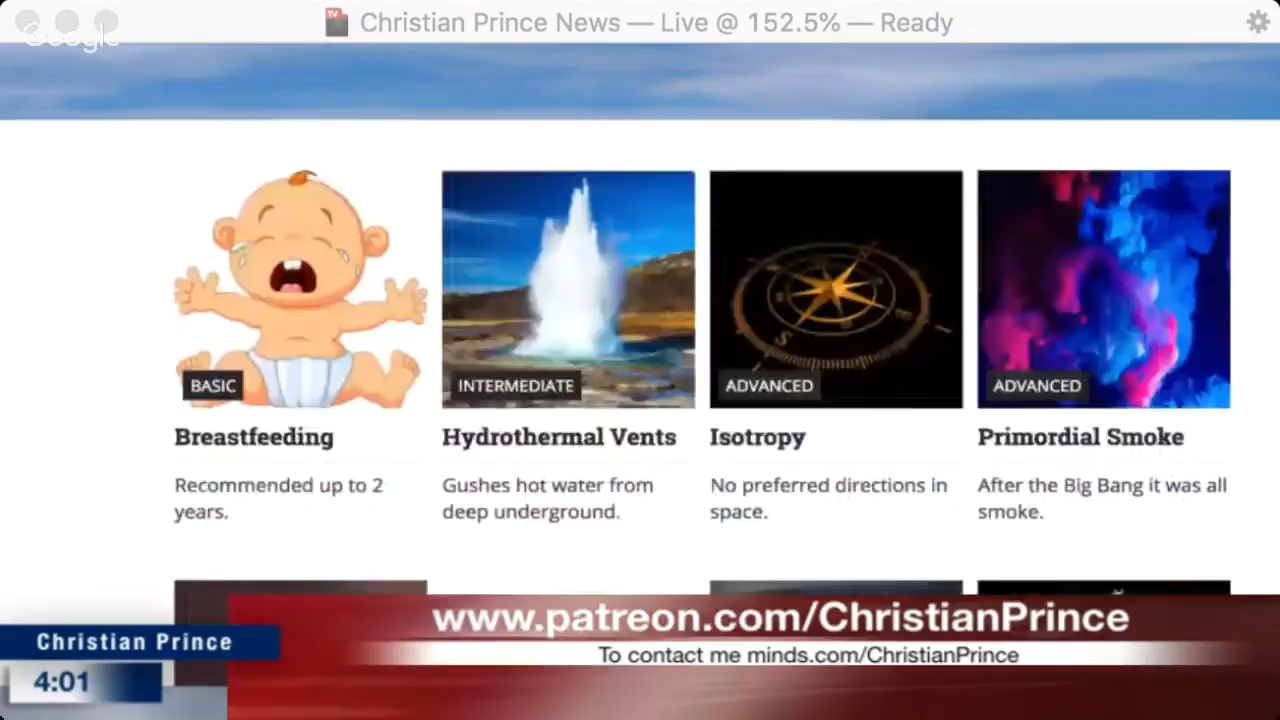 Christian Prince News — Live @ 152.5% — Ready
Google
BASIC
INTERMEDIATE
ADVANCED
ADVANCED
Breastfeeding
Hydrothermal Vents
Isotropy
Primordial Smoke
Recommended up to 2
years.
Gushes hot water from
deep underground.
No preferred directions in
space.
After the Big Bang it was all
smoke.
www.patreon.com/ChristianPrince
To contact me minds.com/ChristianPrince
Christian Prince
4:01